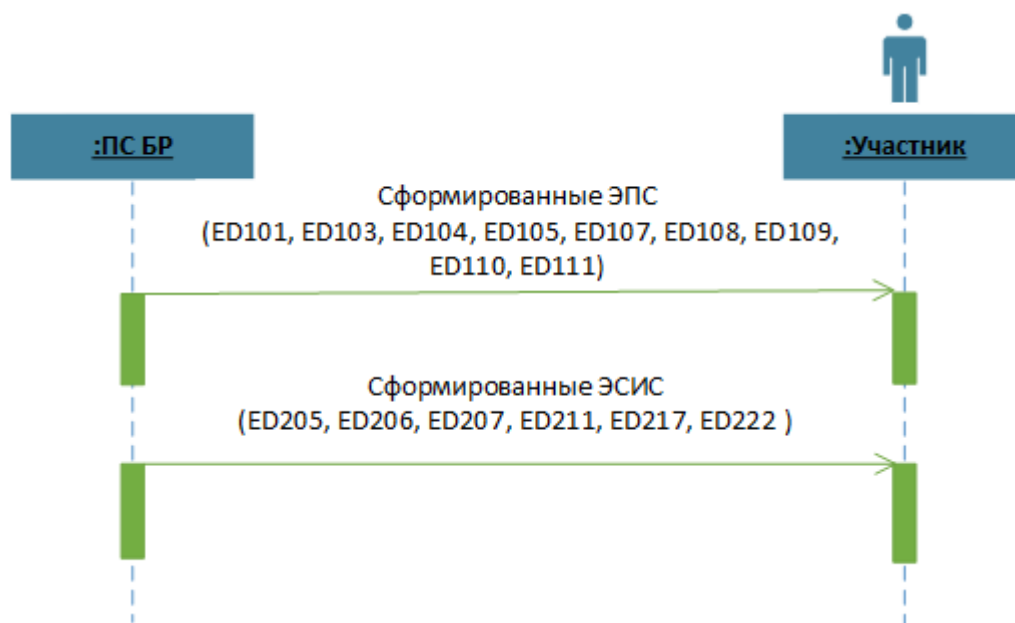 :ПС БР
:Участник
Сформированные ЭПС
(ED101, ED103, ED104, ED105, ED107, ED108, ED109,
ED110, ED111)
Сформированные ЭСИС
(ED205, ED206, ED207, ED211, ED217, ED222 )